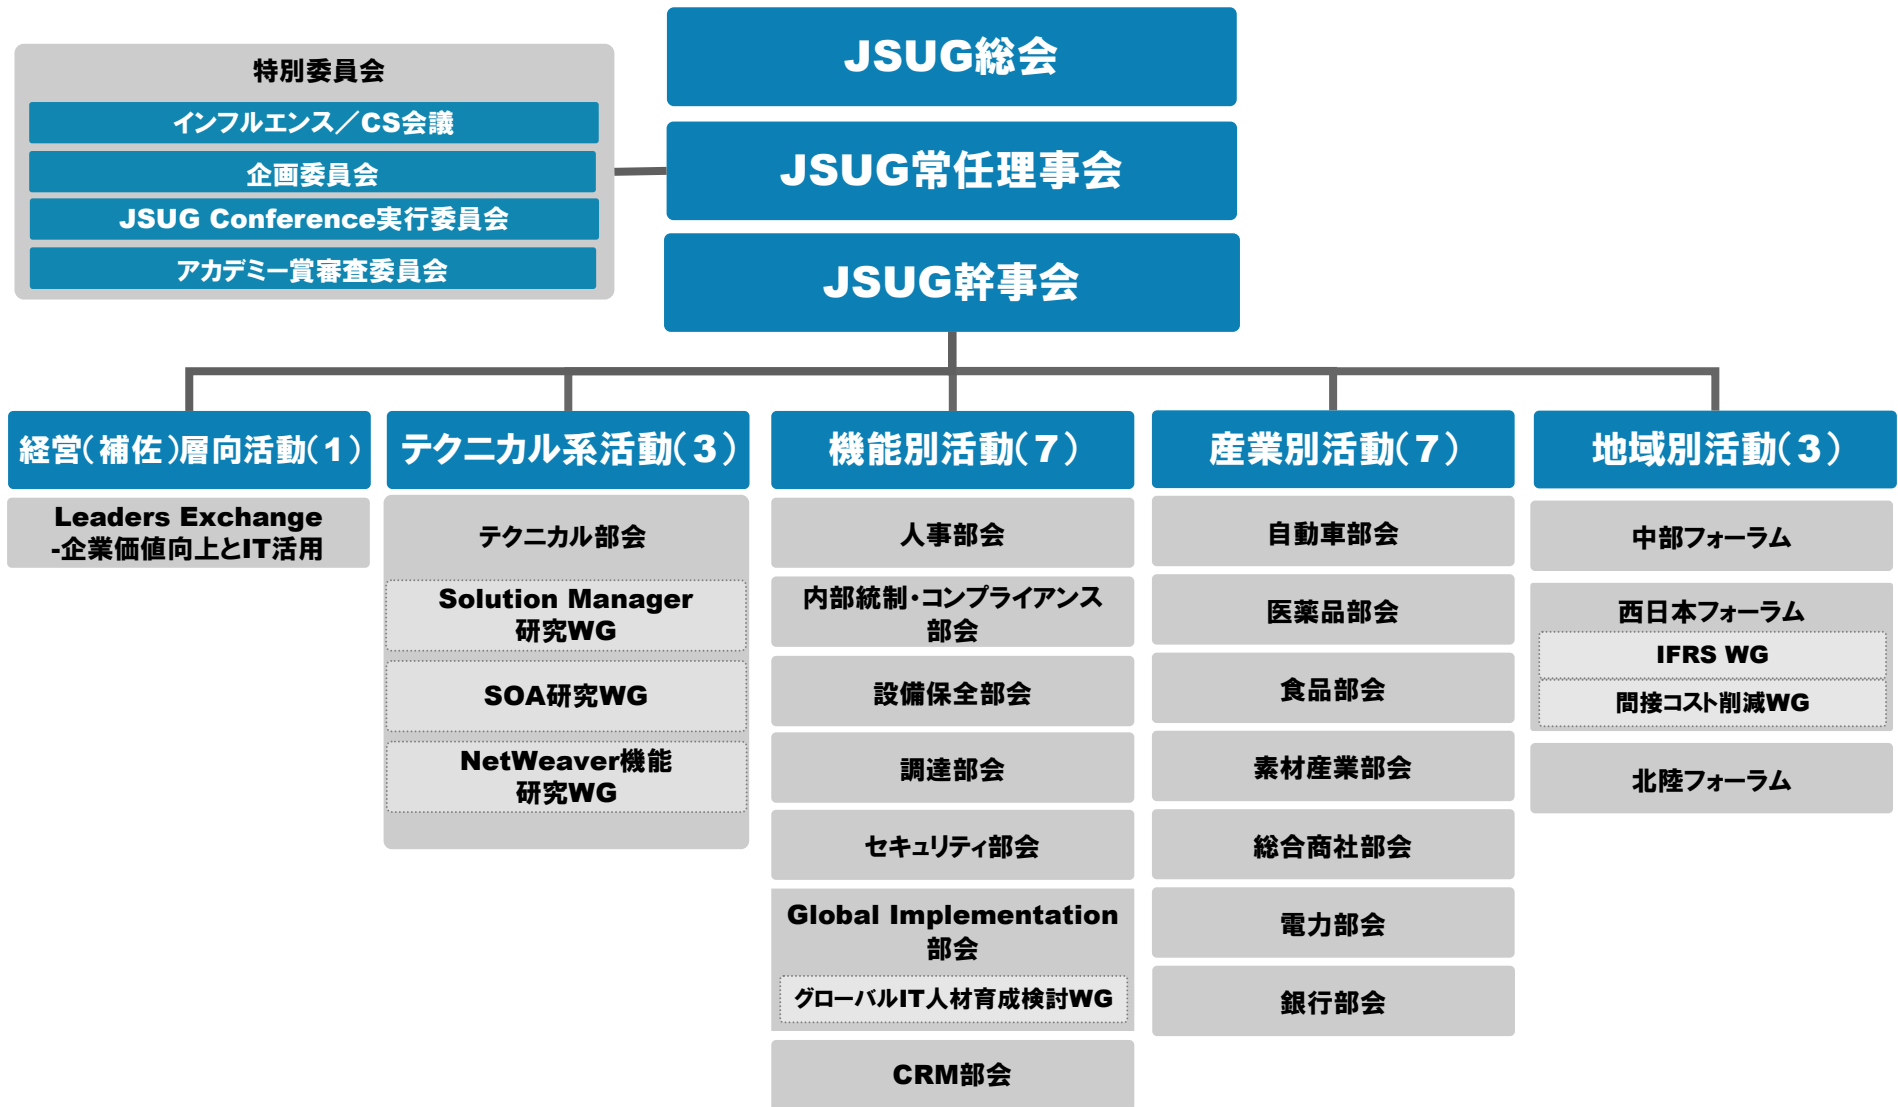 特別委員会
インフルエンス／CS会議
企画委員会
JSUG Conference実行委員会
アカデミー賞審査委員会
JSUG総会
JSUG常任理事会
JSUG幹事会
経営（補佐）層向活動（１）
Leaders Exchange
-企業価値向上とIT活用
テクニカル系活動（３）
テクニカル部会
Solution Manager
研究WG
SOA研究WG
NetWeaver機能
研究WG
機能別活動（７）
人事部会
内部統制・コンプライアンス
部会
設備保全部会
調達部会
セキュリティ部会
Global Implementation
部会
グローバルIT人材育成検討WG
CRM部会
産業別活動（７）
自動車部会
医薬品部会
食品部会
素材産業部会
総合商社部会
電力部会
銀行部会
地域別活動（３）
中部フォーラム
西日本フォーラム
IFRS WG
間接コスト削減WG
北陸フォーラム